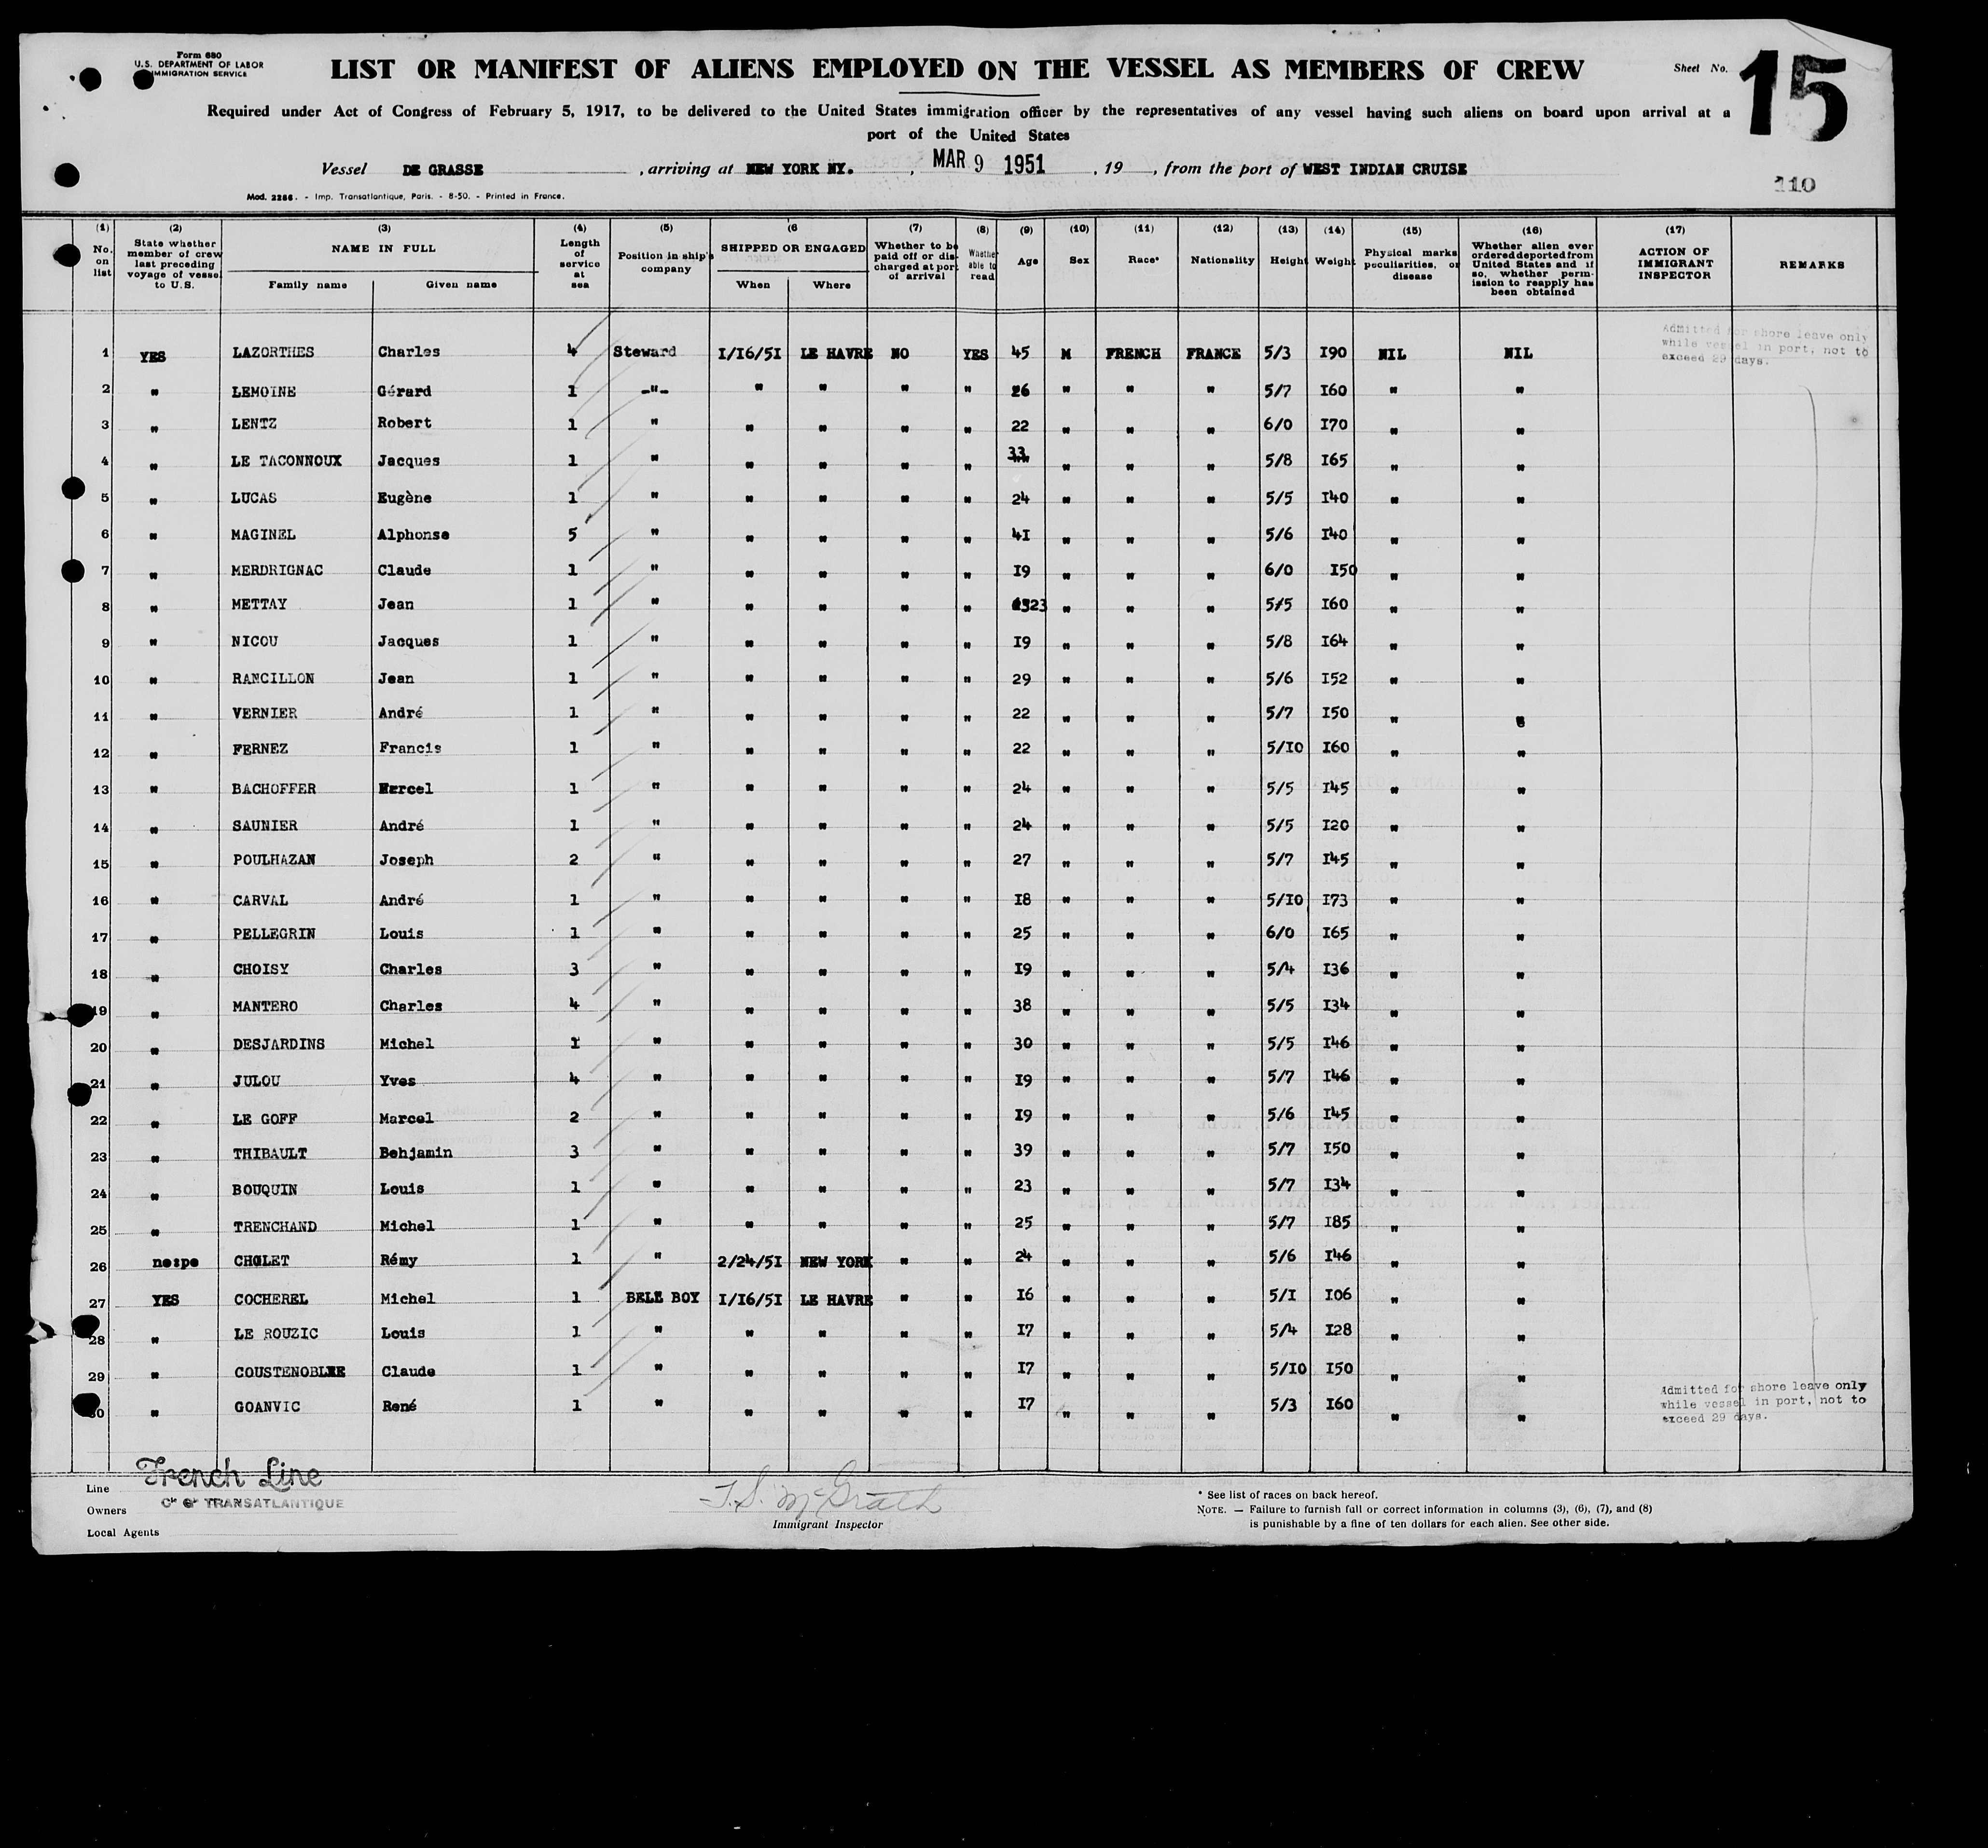 Form 680
U.S. DEPARTMENT OF LABOR
IMMIGRATION SERVICE
LIST OR MANIFEST OF ALIENS EMPLOYED ON THE VESSEL AS MEMBERS OF CREW
Sheet No. 15
Required under Act of Congress of February 5, 1917, to be delivered to the United States immigration officer by the representatives of any vessel having such aliens on board upon arrival at a
port of the United States
Vessel DE GRASSE , arriving at NEW YORK NY. , MAR 9 1951 , 19 , from the port of WEST INDIAN CRUISE
110
Mod. 2256. - Imp. Transatlantique, Paris. - 8-50. - Printed in France.
(1) No. on list
(2) State whether member of crew last preceding voyage of vessel to U.S.
(3) NAME IN FULL Family name Given name
(4) Length of service at sea
(5) Position in ship's company
(6 SHIPPED OR ENGAGED When Where
(7) Whether to be paid off or discharged at port of arrival
(8) Whether able to read
(9) Age
(10) Sex
(11) Race*
(12) Nationality
(13) Height
(14) Weight
(15) Physical marks peculiarities, or disease
(16) Whether alien ever ordered deported from United States and if so, whether permission to reapply has been obtained
(17) ACTION OF IMMIGRANT INSPECTOR
REMARKS
1 YES LAZORTHES Charles 4 Steward 1/16/51 LE HAVRE NO YES 45 M FRENCH FRANCE 5/3 190 NIL NIL
Admitted for shore leave only
while vessel in port, not to
exceed 29 days.
2 " LEMOINE Gérard 1 -"- " " " " 26 " " " 5/7 160 " "
3 " LENTZ Robert 1 " " " " " 22 " " " 6/0 170 " "
4 " LE TACONNOUX Jacques 1 " " " " " 33 " " " 5/8 165 " "
5 " LUCAS Eugène 1 " " " " " 24 " " " 5/5 140 " "
6 " MAGINEL Alphonse 5 " " " " " 41 " " " 5/6 140 " "
7 " MERDRIGNAC Claude 1 " " " " " 19 " " " 6/0 150 " "
8 " METTAY Jean 1 " " " " " 23 " " " 5/5 160 " "
9 " NICOU Jacques 1 " " " " " 19 " " " 5/8 164 " "
10 " RANCILLON Jean 1 " " " " " 29 " " " 5/6 152 " "
11 " VERNIER André 1 " " " " " 22 " " " 5/7 150 " "
12 " FERNEZ Francis 1 " " " " " 22 " " " 5/10 160 " "
13 " BACHOFFER Marcel 1 " " " " " 24 " " " 5/5 145 " "
14 " SAUNIER André 1 " " " " " 24 " " " 5/5 120 " "
15 " POULHAZAN Joseph 2 " " " " " 27 " " " 5/7 145 " "
16 " CARVAL André 1 " " " " " 18 " " " 5/10 173 " "
17 " PELLEGRIN Louis 1 " " " " " 25 " " " 6/0 165 " "
18 " CHOISY Charles 3 " " " " " 19 " " " 5/4 136 " "
19 " MANTERO Charles 4 " " " " " 38 " " " 5/5 134 " "
20 " DESJARDINS Michel 1 " " " " " 30 " " " 5/5 146 " "
21 " JULOU Yves 4 " " " " " 19 " " " 5/7 146 " "
22 " LE GOFF Marcel 2 " " " " " 19 " " " 5/6 145 " "
23 " THIBAULT Behjamin 3 " " " " " 39 " " " 5/7 150 " "
24 " BOUQUIN Louis 1 " " " " " 23 " " " 5/7 134 " "
25 " TRENCHAND Michel 1 " " " " " 25 " " " 5/7 185 " "
26 CHOLET Rémy 1 " 2/24/51 NEW YORK " " 24 " " " 5/6 146 " "
27 YES COCHEREL Michel 1 BELL BOY 1/16/51 LE HAVRE " " 16 " " " 5/1 106 " "
28 " LE ROUZIC Louis 1 " " " " " 17 " " " 5/4 128 " "
29 " COUSTENOBLEE Claude 1 " " " " " 17 " " " 5/10 150 " "
30 " GOANVIC René 1 " " " " " 17 " " " 5/3 160 " "
Admitted for shore leave only
while vessel in port, not to
exceed 29 days.
Line French Line
Owners Cie Gle TRANSATLANTIQUE
Local Agents
T.S. McGrath
Immigrant Inspector
* See list of races on back hereof.
NOTE. — Failure to furnish full or correct information in columns (3), (6), (7), and (8)
is punishable by a fine of ten dollars for each alien. See other side.